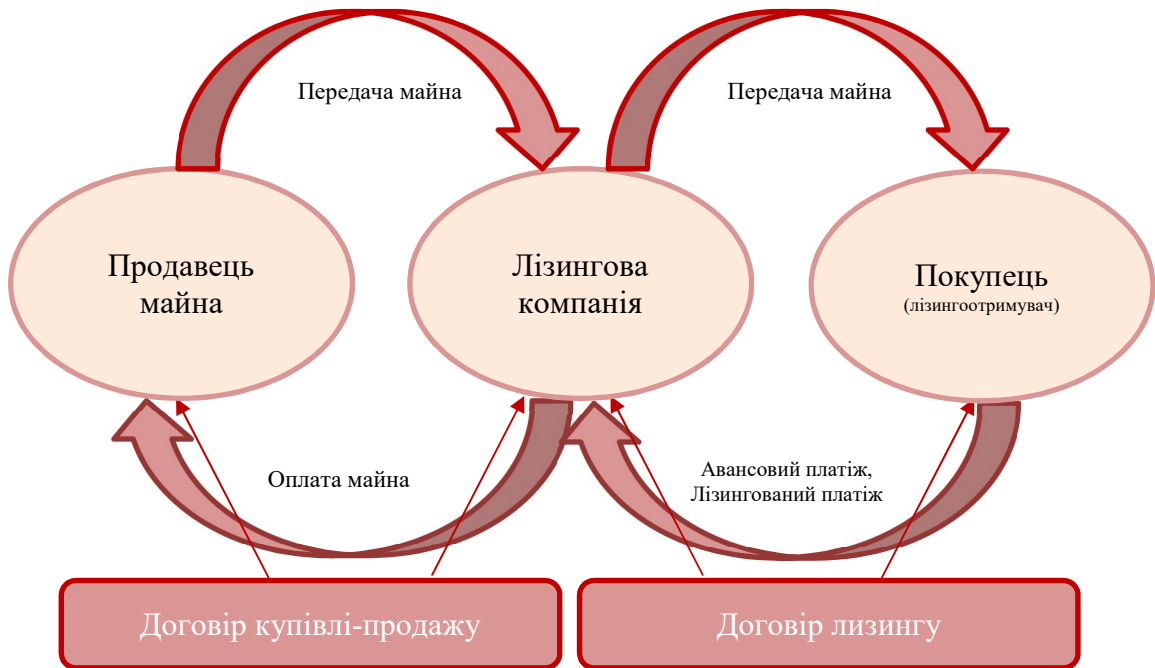 Передача майна
Передача майна
Продавець
майна
Лізингова
компанія
Покупець
(лізингоотримувач)
Оплата майна
Авансовий платіж,
Лізингований платіж
Договір купівлі-продажу
Договір лизингу